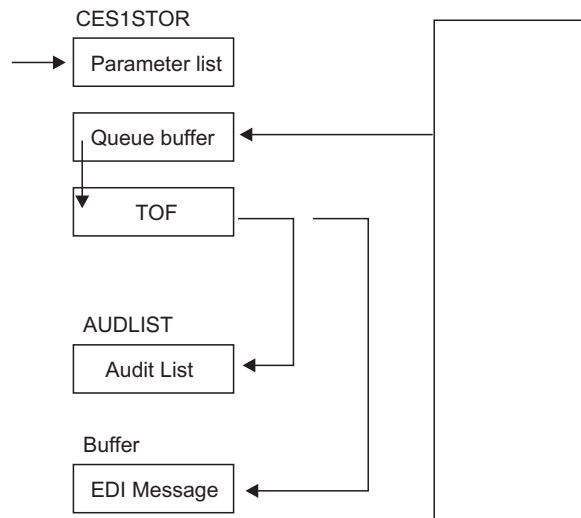 CES1STOR
Parameter list
Queue buffer
TOF
AUDLIST
Audit List
Buffer
EDI Message